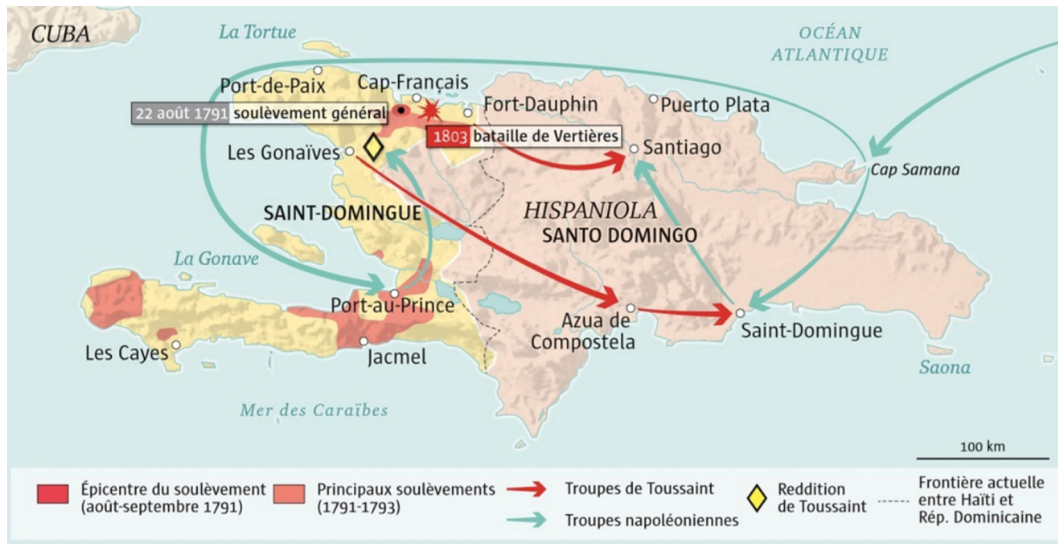 CUBA
La Tortue
OCÉAN
ATLANTIQUE
Port-de-Paix
Cap-Français
22 août 1791 soulèvement général
Fort-Dauphin
Puerto Plata
1803 bataille de Vertières
Les Gonaïves
Santiago
Cap Samana
SAINT-DOMINGUE
HISPANIOLA
SANTO DOMINGO
La Gonave
Port-au-Prince
Azua de
Compostela
Saint-Domingue
Les Cayes
Jacmel
Saona
Mer des Caraïbes
100 km
Épicentre du soulèvement
(août-septembre 1791)
Principaux soulèvements
(1791-1793)
Troupes de Toussaint
Troupes napoléoniennes
Reddition
de Toussaint
Frontière actuelle
entre Haïti et
Rép. Dominicaine